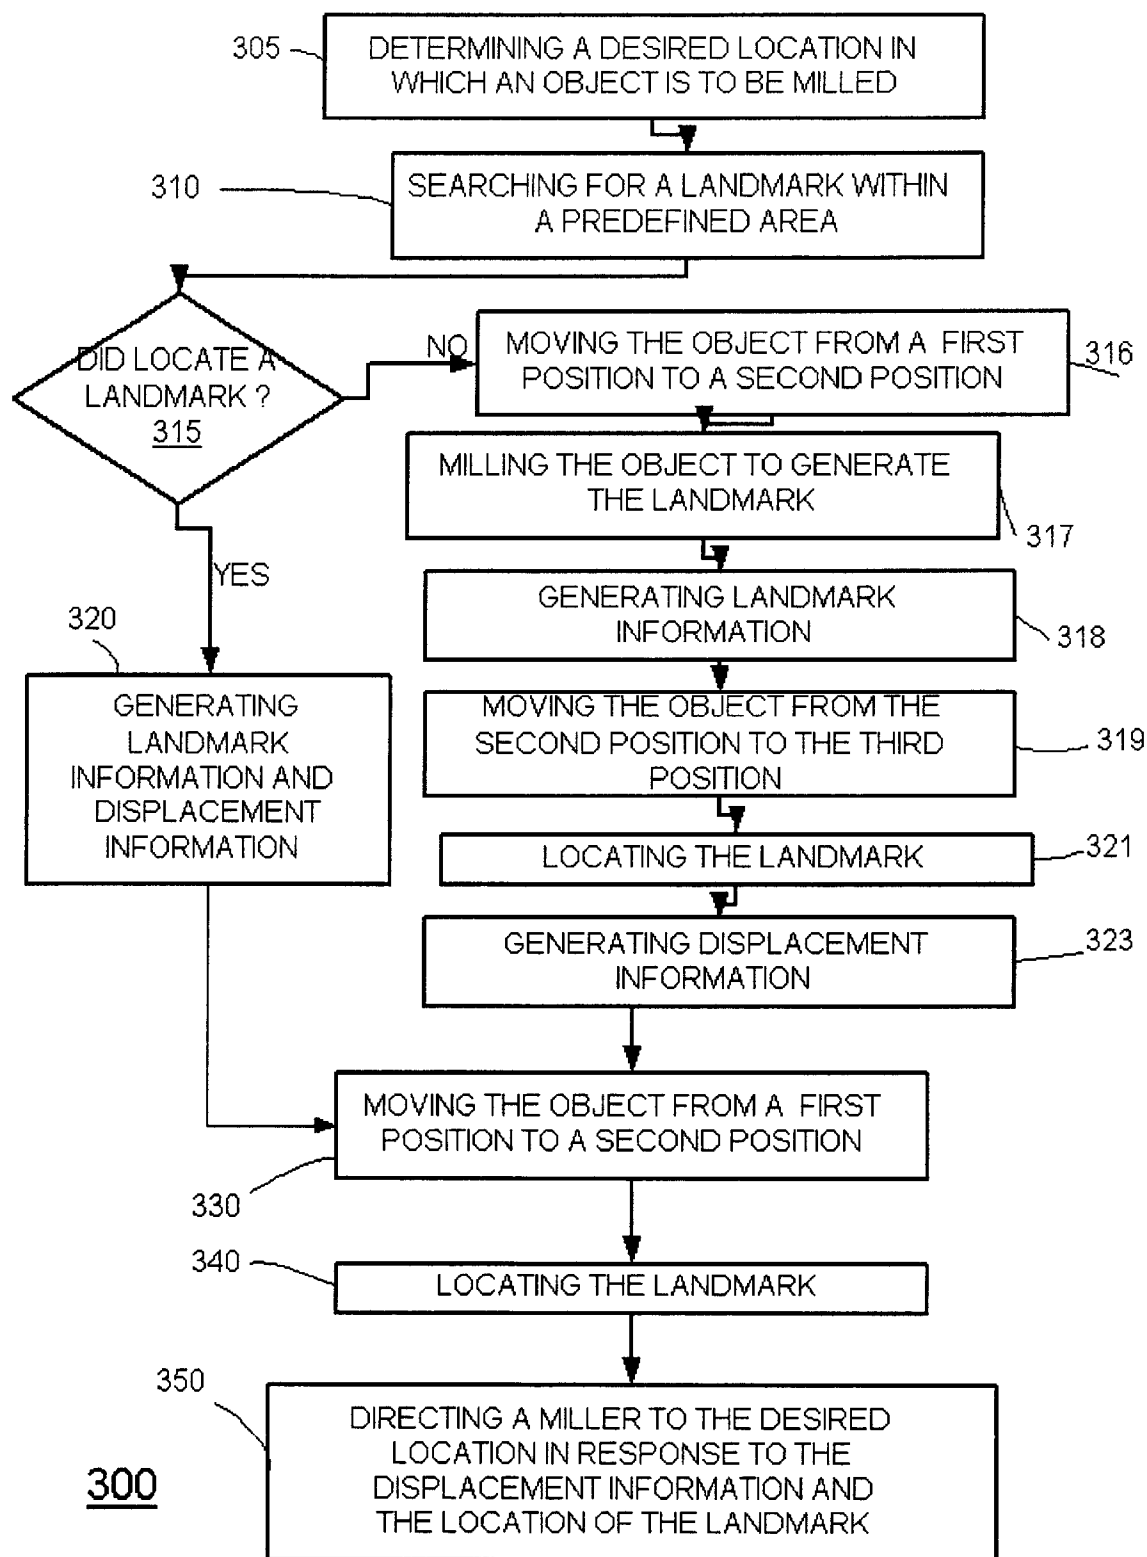 305
DETERMINING A DESIRED LOCATION IN
WHICH AN OBJECT IS TO BE MILLED
310
SEARCHING FOR A LANDMARK WITHIN
A PREDEFINED AREA
DID LOCATE A
LANDMARK ?
315
NO
MOVING THE OBJECT FROM A FIRST
POSITION TO A SECOND POSITION
316
MILLING THE OBJECT TO GENERATE
THE LANDMARK
317
YES
GENERATING LANDMARK
INFORMATION
318
320
GENERATING
LANDMARK
INFORMATION AND
DISPLACEMENT
INFORMATION
MOVING THE OBJECT FROM THE
SECOND POSITION TO THE THIRD
POSITION
319
LOCATING THE LANDMARK
321
GENERATING DISPLACEMENT
INFORMATION
323
MOVING THE OBJECT FROM A FIRST
POSITION TO A SECOND POSITION
330
340
LOCATING THE LANDMARK
350
DIRECTING A MILLER TO THE DESIRED
LOCATION IN RESPONSE TO THE
DISPLACEMENT INFORMATION AND
THE LOCATION OF THE LANDMARK
300